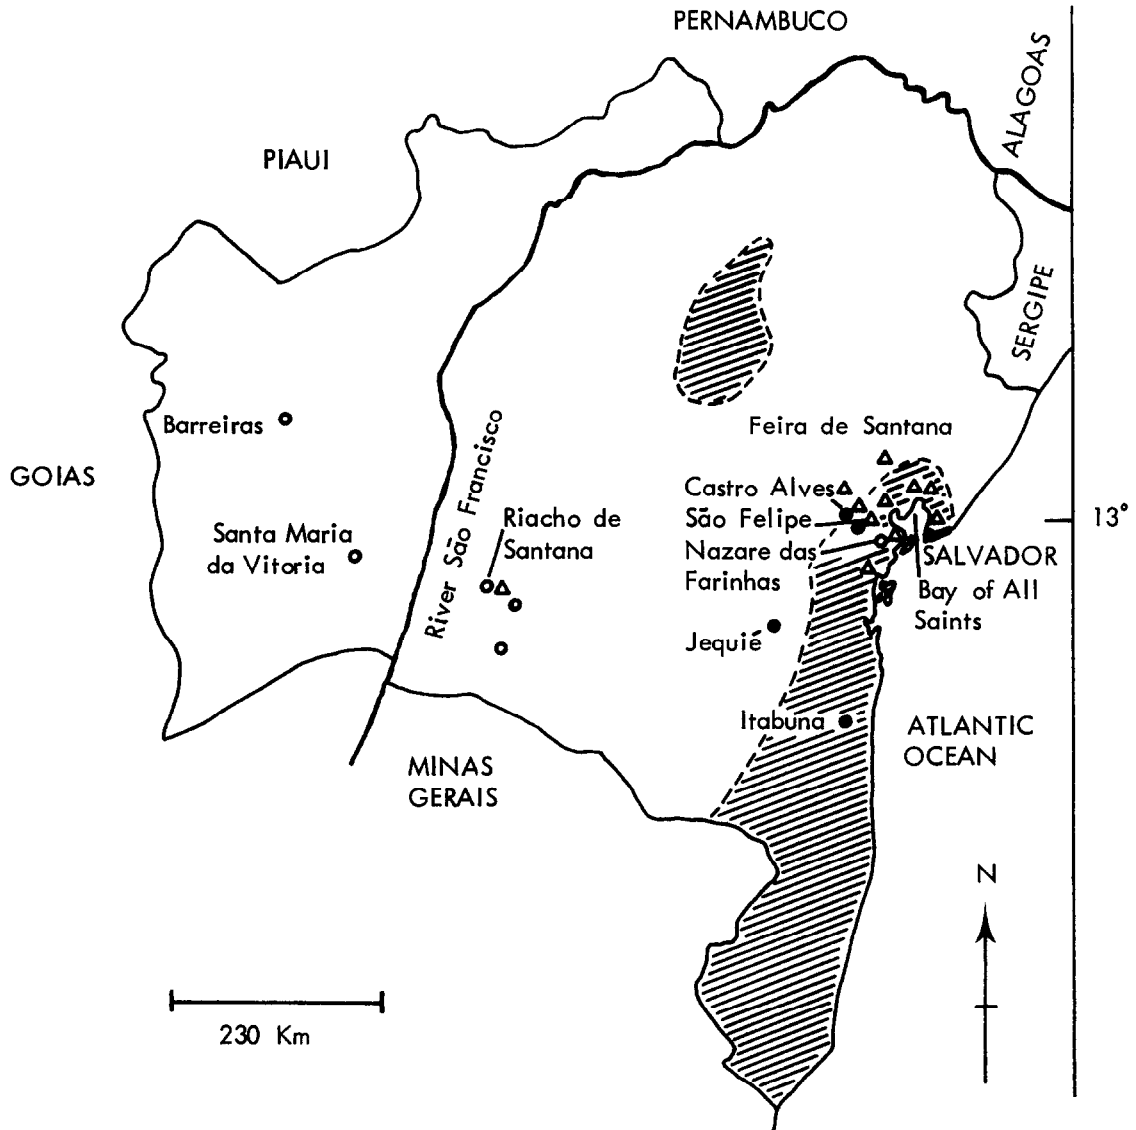 PERNAMBUCO
ALAGOAS
PIAUI
SERGIPE
Barreiras
Feira de Santana
GOIAS
River São Francisco
Castro Alves
São Felipe
Nazare das
Farinhas
13°
Riacho de
Santana
Santa Maria
da Vitoria
SALVADOR
Bay of All
Saints
Jequié
Itabuna
ATLANTIC
OCEAN
MINAS
GERAIS
N
230 Km